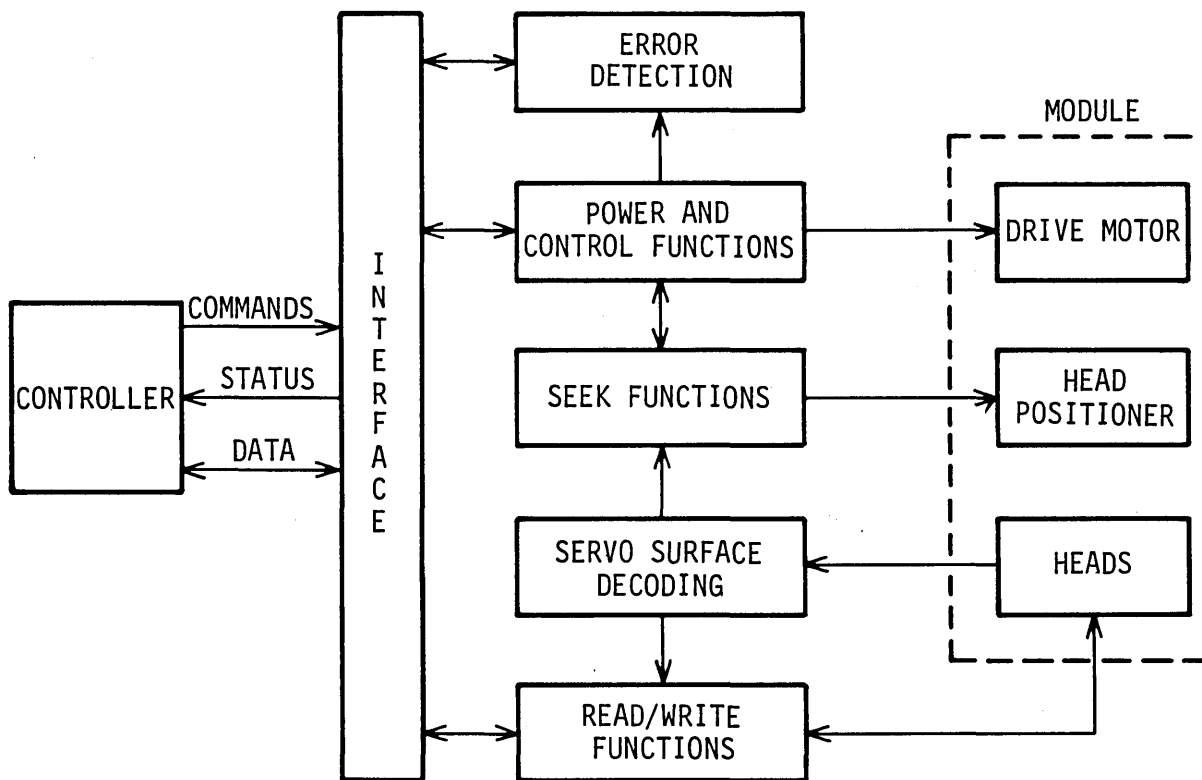 ERROR
DETECTION
MODULE
POWER AND
CONTROL FUNCTIONS
DRIVE MOTOR
INTERFACE
COMMANDS
CONTROLLER
STATUS
DATA
SEEK FUNCTIONS
HEAD
POSITIONER
SERVO SURFACE
DECODING
HEADS
READ/WRITE
FUNCTIONS